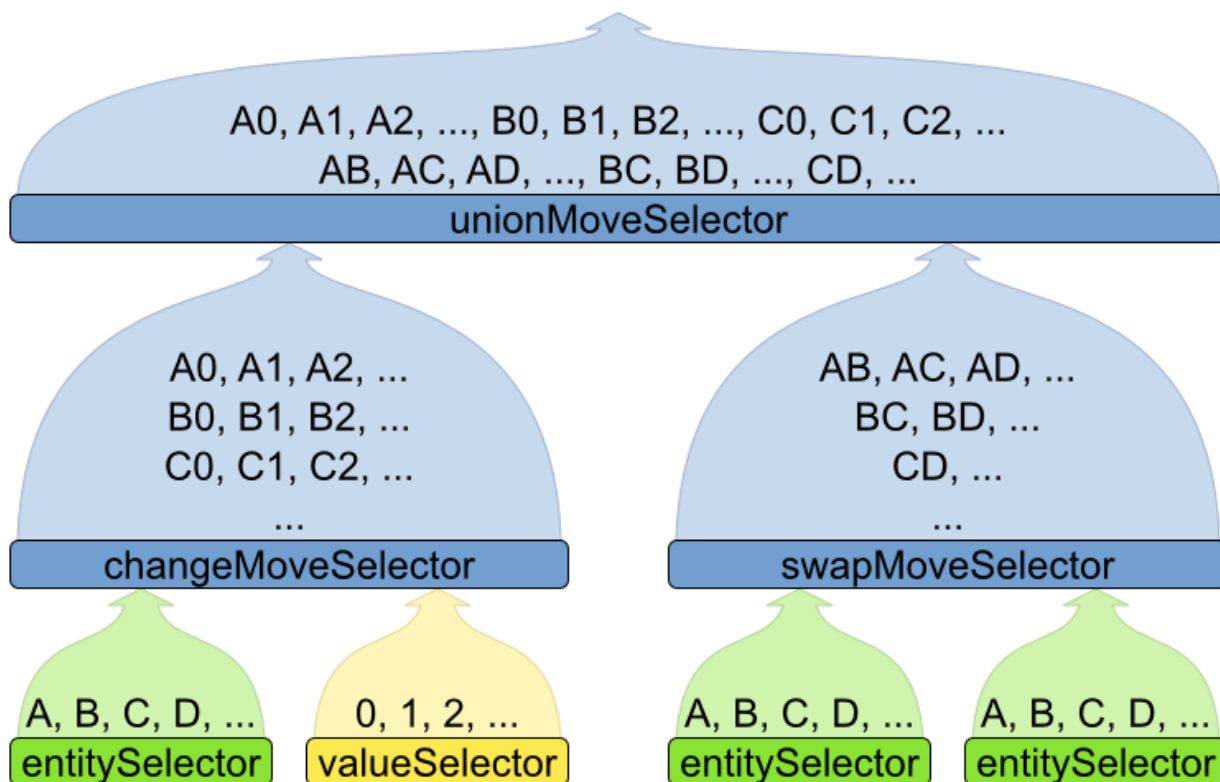 A0, A1, A2, ..., B0, B1, B2, ..., C0, C1, C2, ...
AB, AC, AD, ..., BC, BD, ..., CD, ...
unionMoveSelector
A0, A1, A2, ...
B0, B1, B2, ...
C0, C1, C2, ...
...
changeMoveSelector
AB, AC, AD, ...
BC, BD, ...
CD, ...
...
swapMoveSelector
A, B, C, D, ...
entitySelector
0, 1, 2, ...
valueSelector
A, B, C, D, ...
entitySelector
A, B, C, D, ...
entitySelector